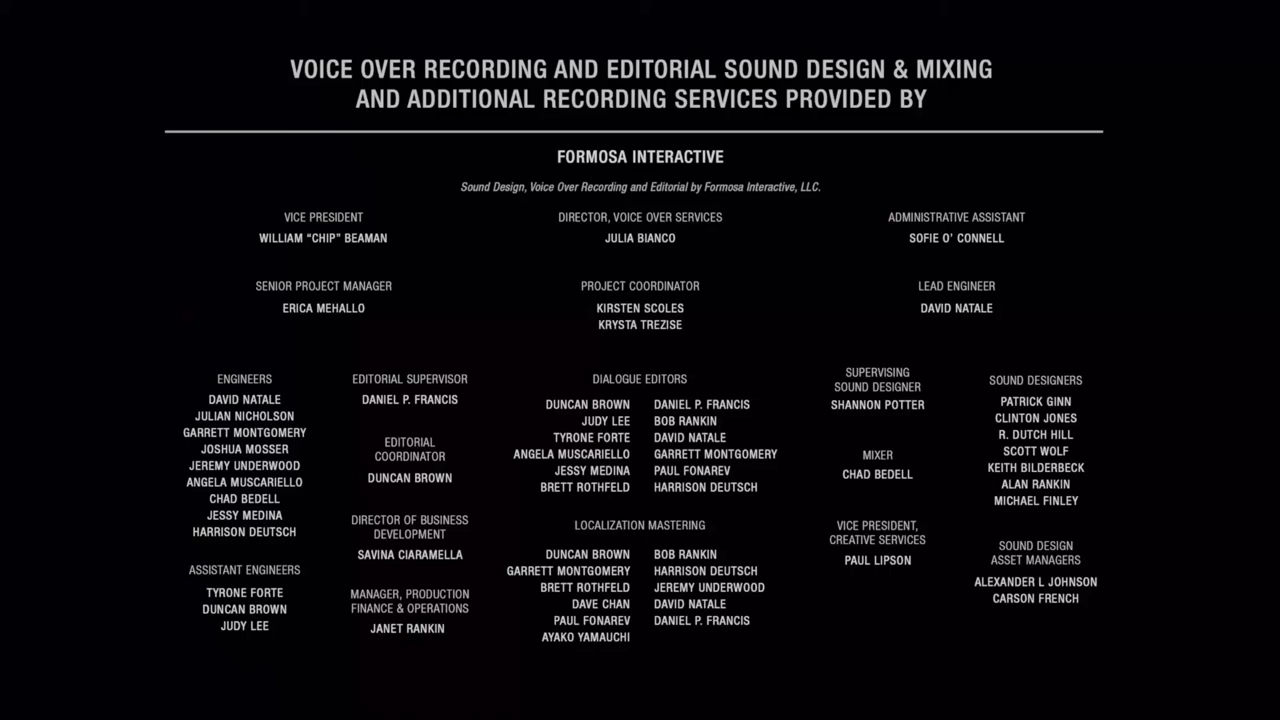 VOICE OVER RECORDING AND EDITORIAL SOUND DESIGN & MIXING
AND ADDITIONAL RECORDING SERVICES PROVIDED BY
FORMOSA INTERACTIVE
Sound Design, Voice Over Recording and Editorial by Formosa Interactive, LLC.
VICE PRESIDENT
WILLIAM “CHIP” BEAMAN
DIRECTOR, VOICE OVER SERVICES
JULIA BIANCO
ADMINISTRATIVE ASSISTANT
SOFIE O’ CONNELL
SENIOR PROJECT MANAGER
ERICA MEHALLO
PROJECT COORDINATOR
KIRSTEN SCOLES
KRYSTA TREZISE
LEAD ENGINEER
DAVID NATALE
ENGINEERS
DAVID NATALE
JULIAN NICHOLSON
GARRETT MONTGOMERY
JOSHUA MOSSER
JEREMY UNDERWOOD
ANGELA MUSCARIELLO
CHAD BEDELL
JESSY MEDINA
HARRISON DEUTSCH
ASSISTANT ENGINEERS
TYRONE FORTE
DUNCAN BROWN
JUDY LEE
EDITORIAL SUPERVISOR
DANIEL P. FRANCIS
EDITORIAL
COORDINATOR
DUNCAN BROWN
DIRECTOR OF BUSINESS
DEVELOPMENT
SAVINA CIARAMELLA
MANAGER, PRODUCTION
FINANCE & OPERATIONS
JANET RANKIN
DIALOGUE EDITORS
DUNCAN BROWN DANIEL P. FRANCIS
JUDY LEE BOB RANKIN
TYRONE FORTE DAVID NATALE
ANGELA MUSCARIELLO GARRETT MONTGOMERY
JESSY MEDINA PAUL FONAREV
BRETT ROTHFELD HARRISON DEUTSCH
LOCALIZATION MASTERING
DUNCAN BROWN BOB RANKIN
GARRETT MONTGOMERY HARRISON DEUTSCH
BRETT ROTHFELD JEREMY UNDERWOOD
DAVE CHAN DAVID NATALE
PAUL FONAREV DANIEL P. FRANCIS
AYAKO YAMAUCHI
SUPERVISING
SOUND DESIGNER
SHANNON POTTER
MIXER
CHAD BEDELL
VICE PRESIDENT,
CREATIVE SERVICES
PAUL LIPSON
SOUND DESIGNERS
PATRICK GINN
CLINTON JONES
R. DUTCH HILL
SCOTT WOLF
KEITH BILDERBECK
ALAN RANKIN
MICHAEL FINLEY
SOUND DESIGN
ASSET MANAGERS
ALEXANDER L JOHNSON
CARSON FRENCH